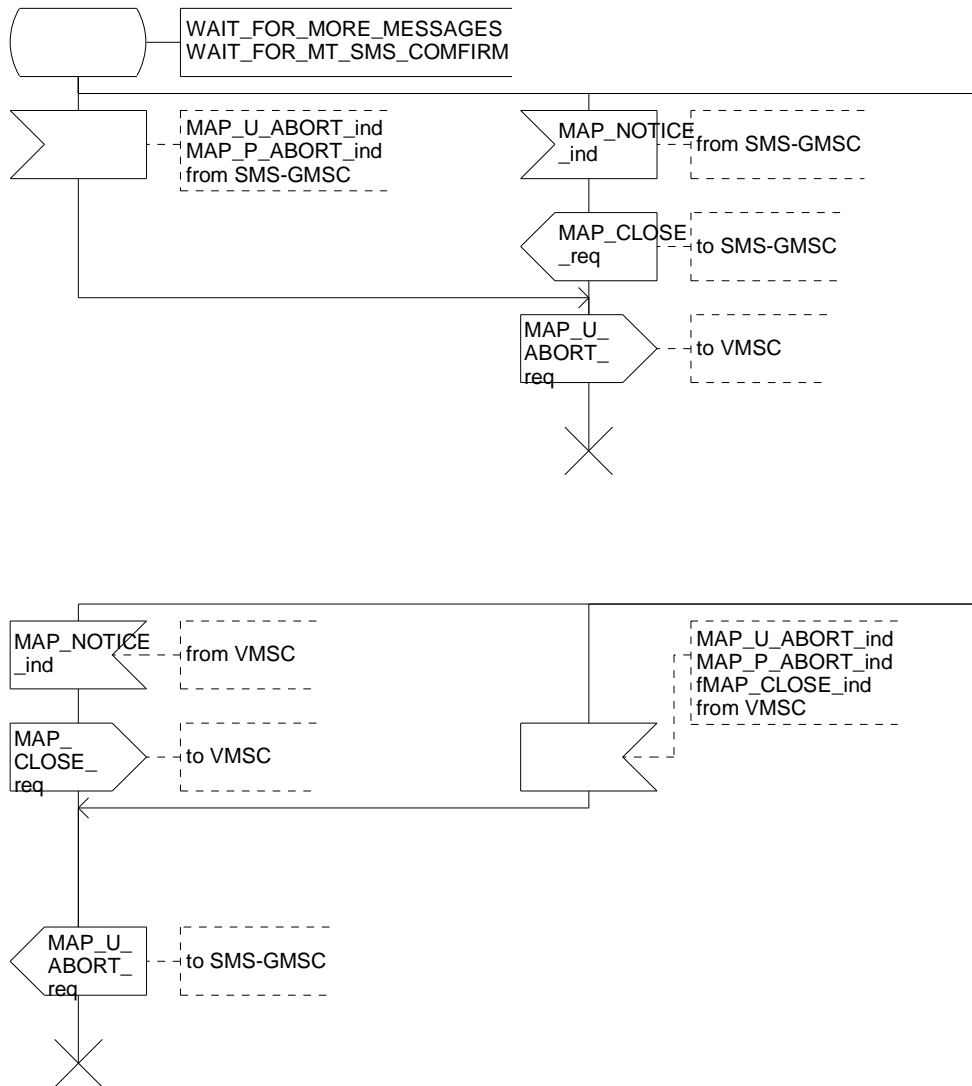 WAIT_FOR_MORE_MESSAGES
WAIT_FOR_MT_SMS_COMFIRM
MAP_U_ABORT_ind
MAP_P_ABORT_ind
from SMS-GMSC
MAP_NOTICE
_ind
from SMS-GMSC
MAP_CLOSE
_req
to SMS-GMSC
MAP_U_
ABORT_
req
to VMSC
MAP_NOTICE
_ind
from VMSC
MAP_U_ABORT_ind
MAP_P_ABORT_ind
fMAP_CLOSE_ind
from VMSC
MAP_
CLOSE_
req
to VMSC
MAP_U_
ABORT_
req
to SMS-GMSC